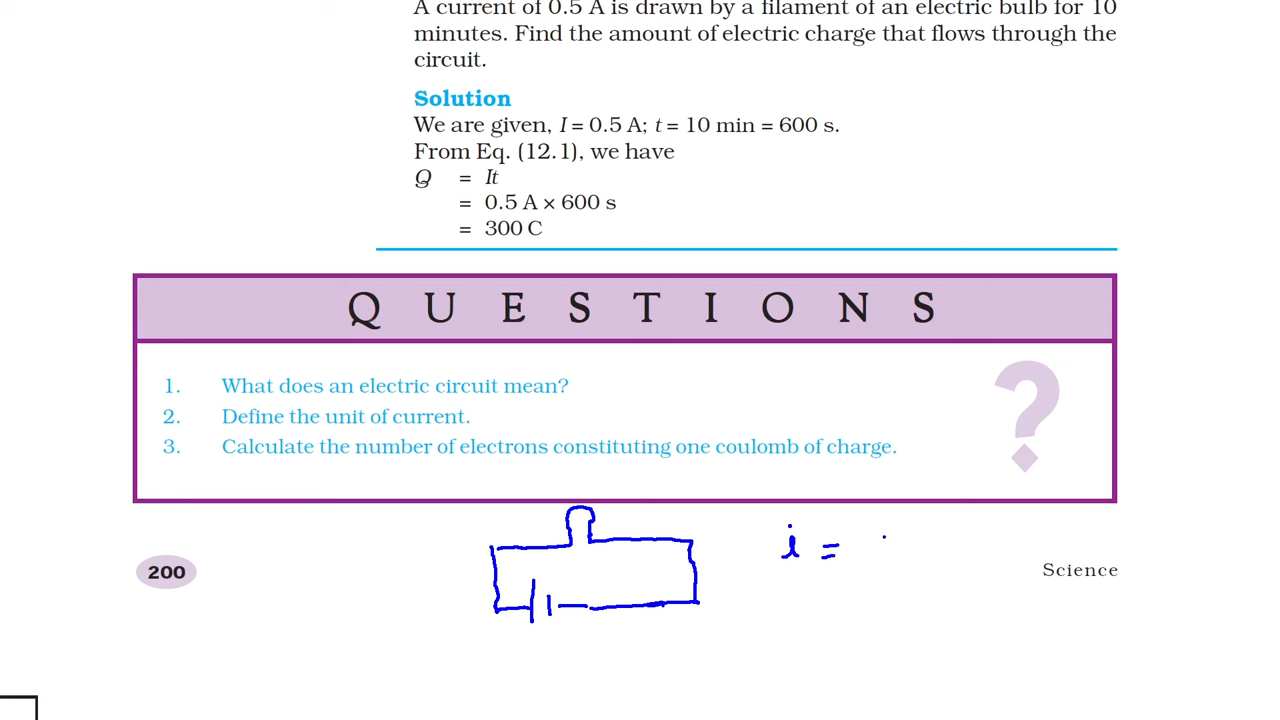 A current of 0.5 A is drawn by a filament of an electric bulb for 10
minutes. Find the amount of electric charge that flows through the
circuit.
Solution
We are given, I = 0.5 A; t = 10 min = 600 s.
From Eq. (12.1), we have
Q = It
= 0.5 A × 600 s
= 300 C
QUESTIONS
1. What does an electric circuit mean?
2. Define the unit of current.
3. Calculate the number of electrons constituting one coulomb of charge.
?
i =
200
Science